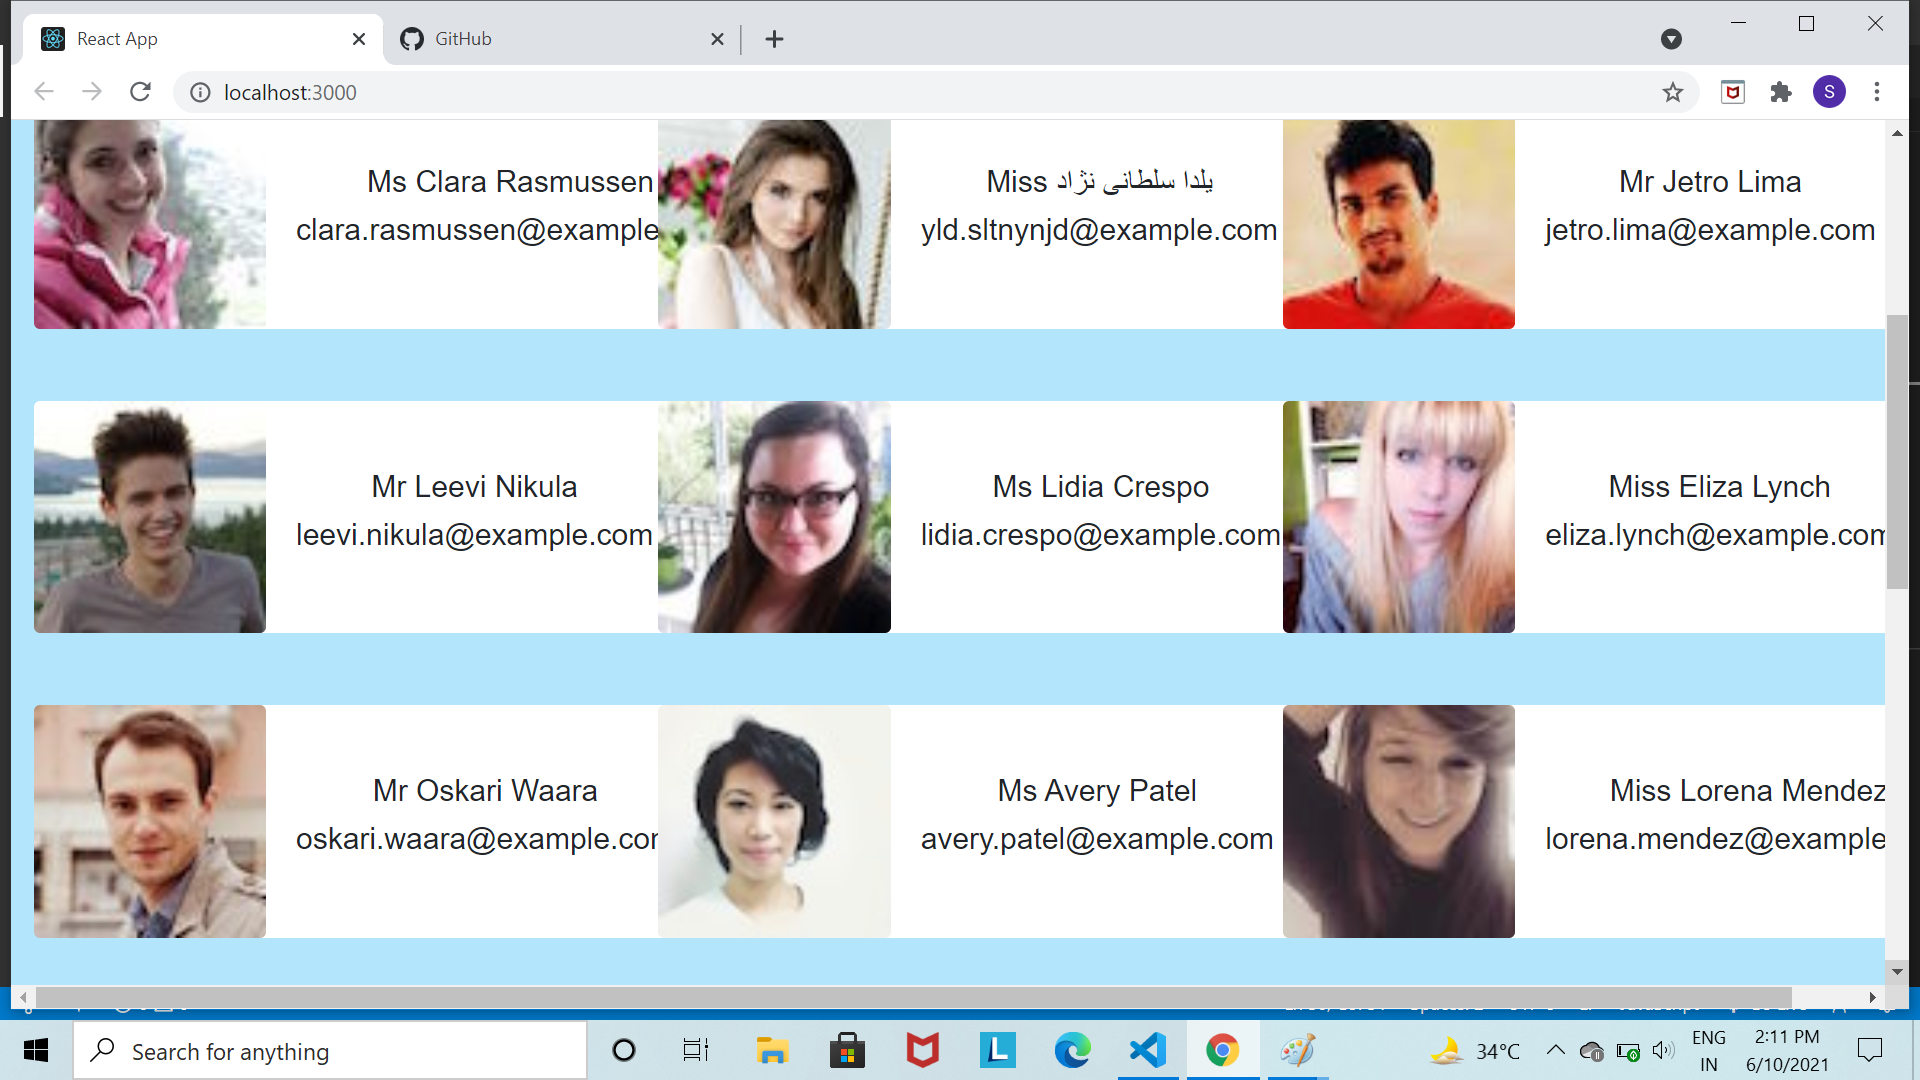 React App
GitHub
localhost:3000
S
Ms Clara Rasmussen
clara.rasmussen@example
Miss یلدا سلطانی نژاد
yld.sltnynjd@example.com
Mr Jetro Lima
jetro.lima@example.com
Mr Leevi Nikula
leevi.nikula@example.com
Ms Lidia Crespo
lidia.crespo@example.com
Miss Eliza Lynch
eliza.lynch@example.com
Mr Oskari Waara
oskari.waara@example.com
Ms Avery Patel
avery.patel@example.com
Miss Lorena Mendez
lorena.mendez@example
Search for anything
L
34°C
ENG
IN
2:11 PM
6/10/2021